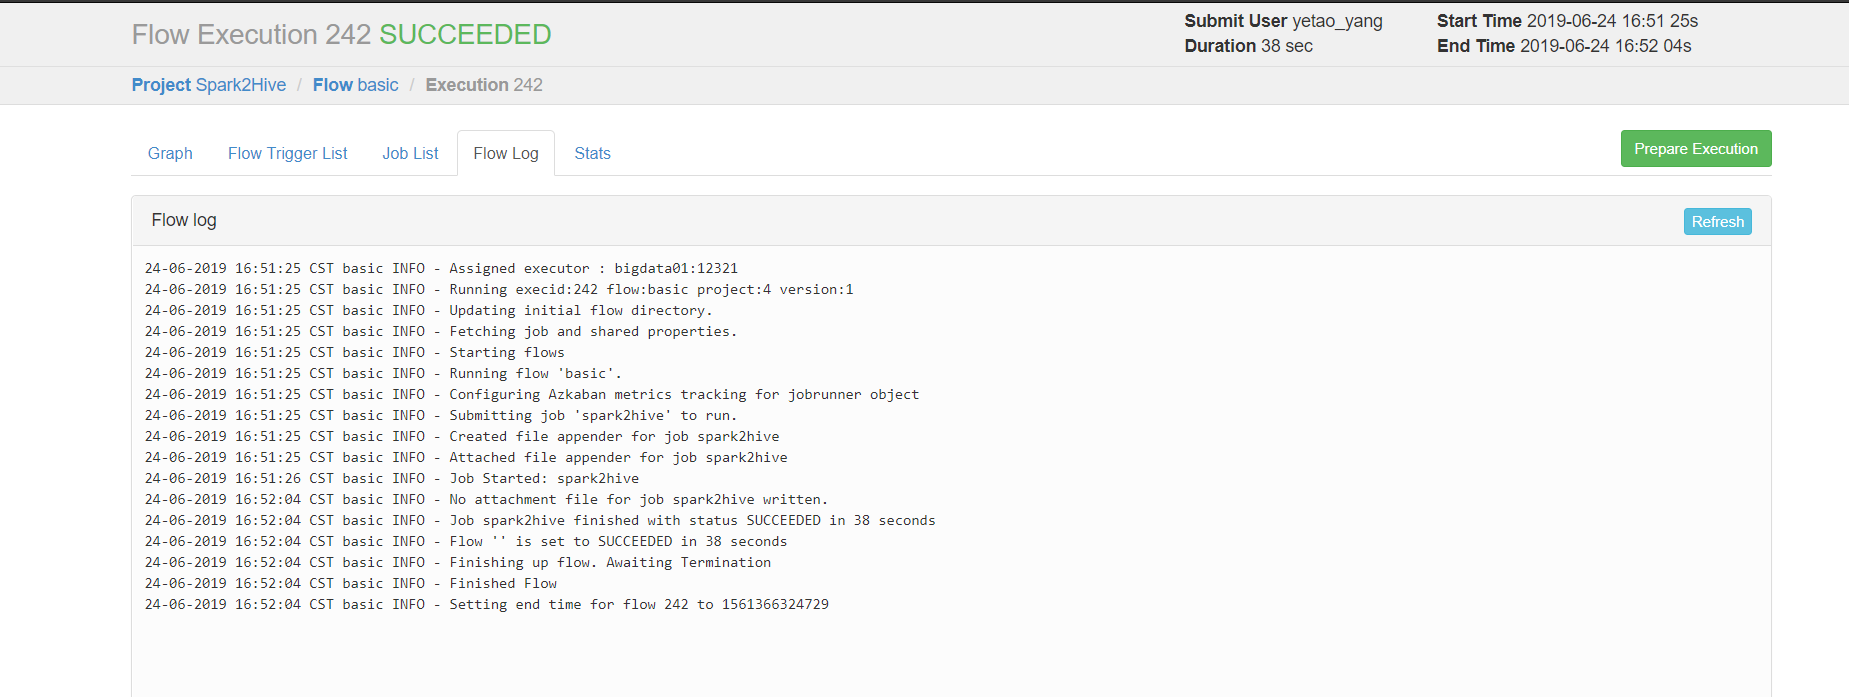 Flow Execution 242 SUCCEEDED
Submit User yetao_yang
Duration 38 sec
Start Time 2019-06-24 16:51 25s
End Time 2019-06-24 16:52 04s
Project Spark2Hive / Flow basic / Execution 242
Graph Flow Trigger List Job List Flow Log Stats
Prepare Execution
Flow log
Refresh
24-06-2019 16:51:25 CST basic INFO - Assigned executor : bigdata01:12321
24-06-2019 16:51:25 CST basic INFO - Running execid:242 flow:basic project:4 version:1
24-06-2019 16:51:25 CST basic INFO - Updating initial flow directory.
24-06-2019 16:51:25 CST basic INFO - Fetching job and shared properties.
24-06-2019 16:51:25 CST basic INFO - Starting flows
24-06-2019 16:51:25 CST basic INFO - Running flow 'basic'.
24-06-2019 16:51:25 CST basic INFO - Configuring Azkaban metrics tracking for jobrunner object
24-06-2019 16:51:25 CST basic INFO - Submitting job 'spark2hive' to run.
24-06-2019 16:51:25 CST basic INFO - Created file appender for job spark2hive
24-06-2019 16:51:25 CST basic INFO - Attached file appender for job spark2hive
24-06-2019 16:51:26 CST basic INFO - Job Started: spark2hive
24-06-2019 16:52:04 CST basic INFO - No attachment file for job spark2hive written.
24-06-2019 16:52:04 CST basic INFO - Job spark2hive finished with status SUCCEEDED in 38 seconds
24-06-2019 16:52:04 CST basic INFO - Flow '' is set to SUCCEEDED in 38 seconds
24-06-2019 16:52:04 CST basic INFO - Finishing up flow. Awaiting Termination
24-06-2019 16:52:04 CST basic INFO - Finished Flow
24-06-2019 16:52:04 CST basic INFO - Setting end time for flow 242 to 1561366324729